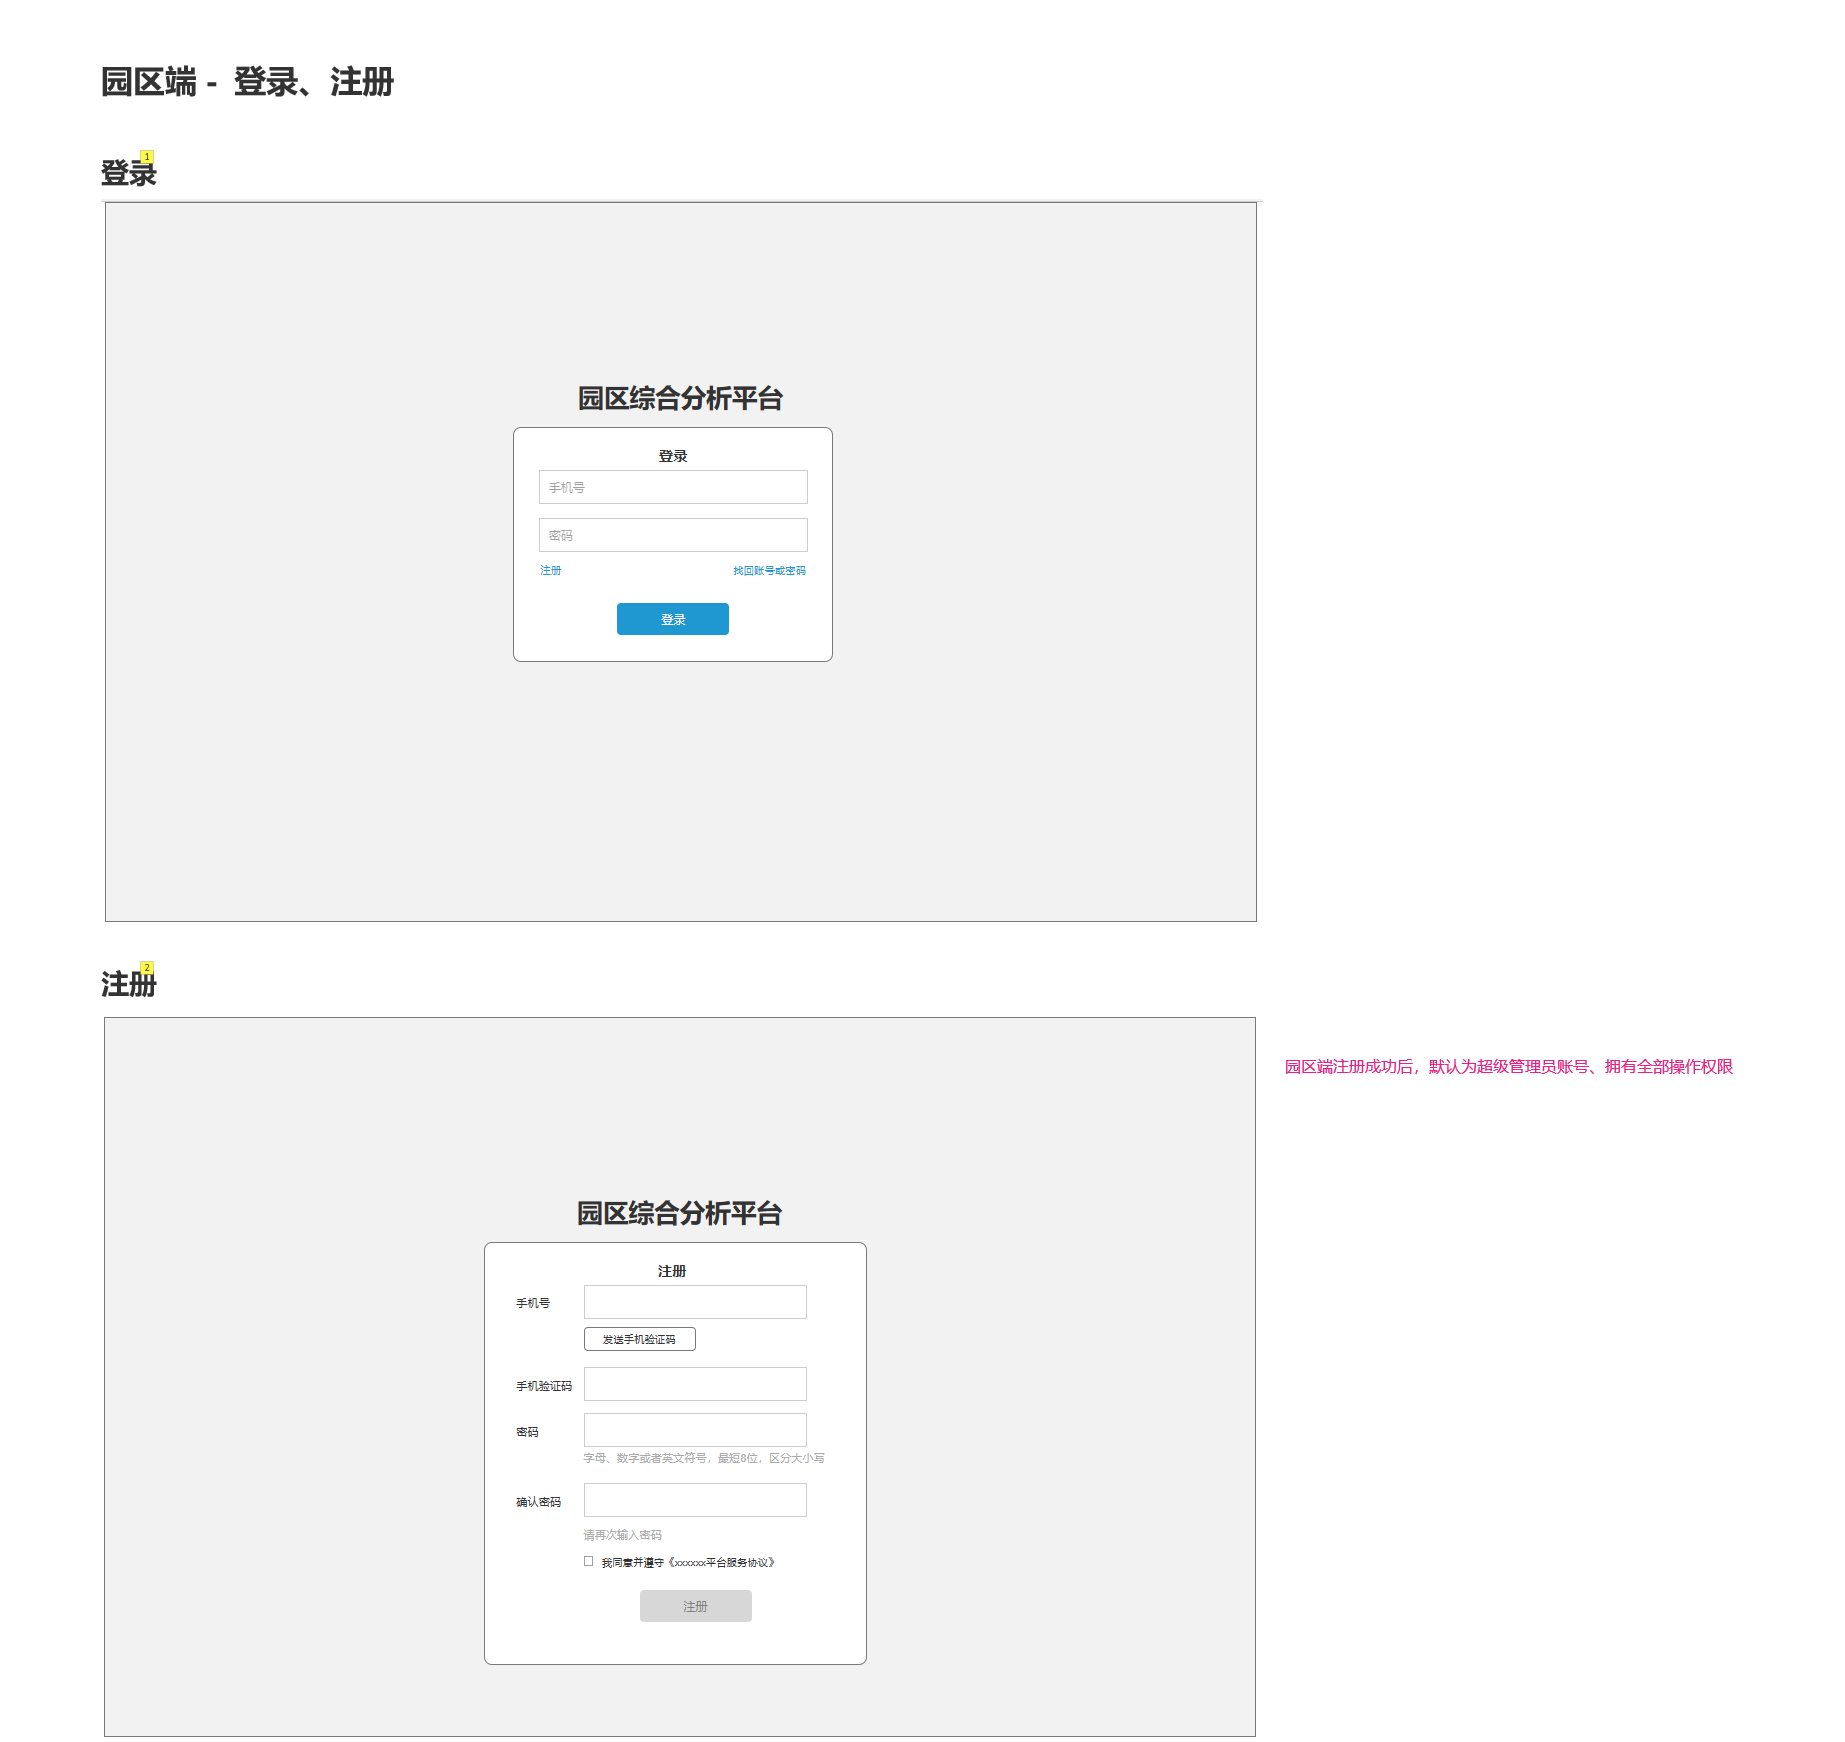 园区端 - 登录、注册
1
登录
园区综合分析平台
登录
手机号
密码
注册 找回账号或密码
登录
2
注册
园区端注册成功后，默认为超级管理员账号、拥有全部操作权限
园区综合分析平台
注册
手机号
发送手机验证码
手机验证码
密码
字母、数字或者英文符号，最短8位，区分大小写
确认密码
请再次输入密码
我同意并遵守《xxxxxx平台服务协议》
注册